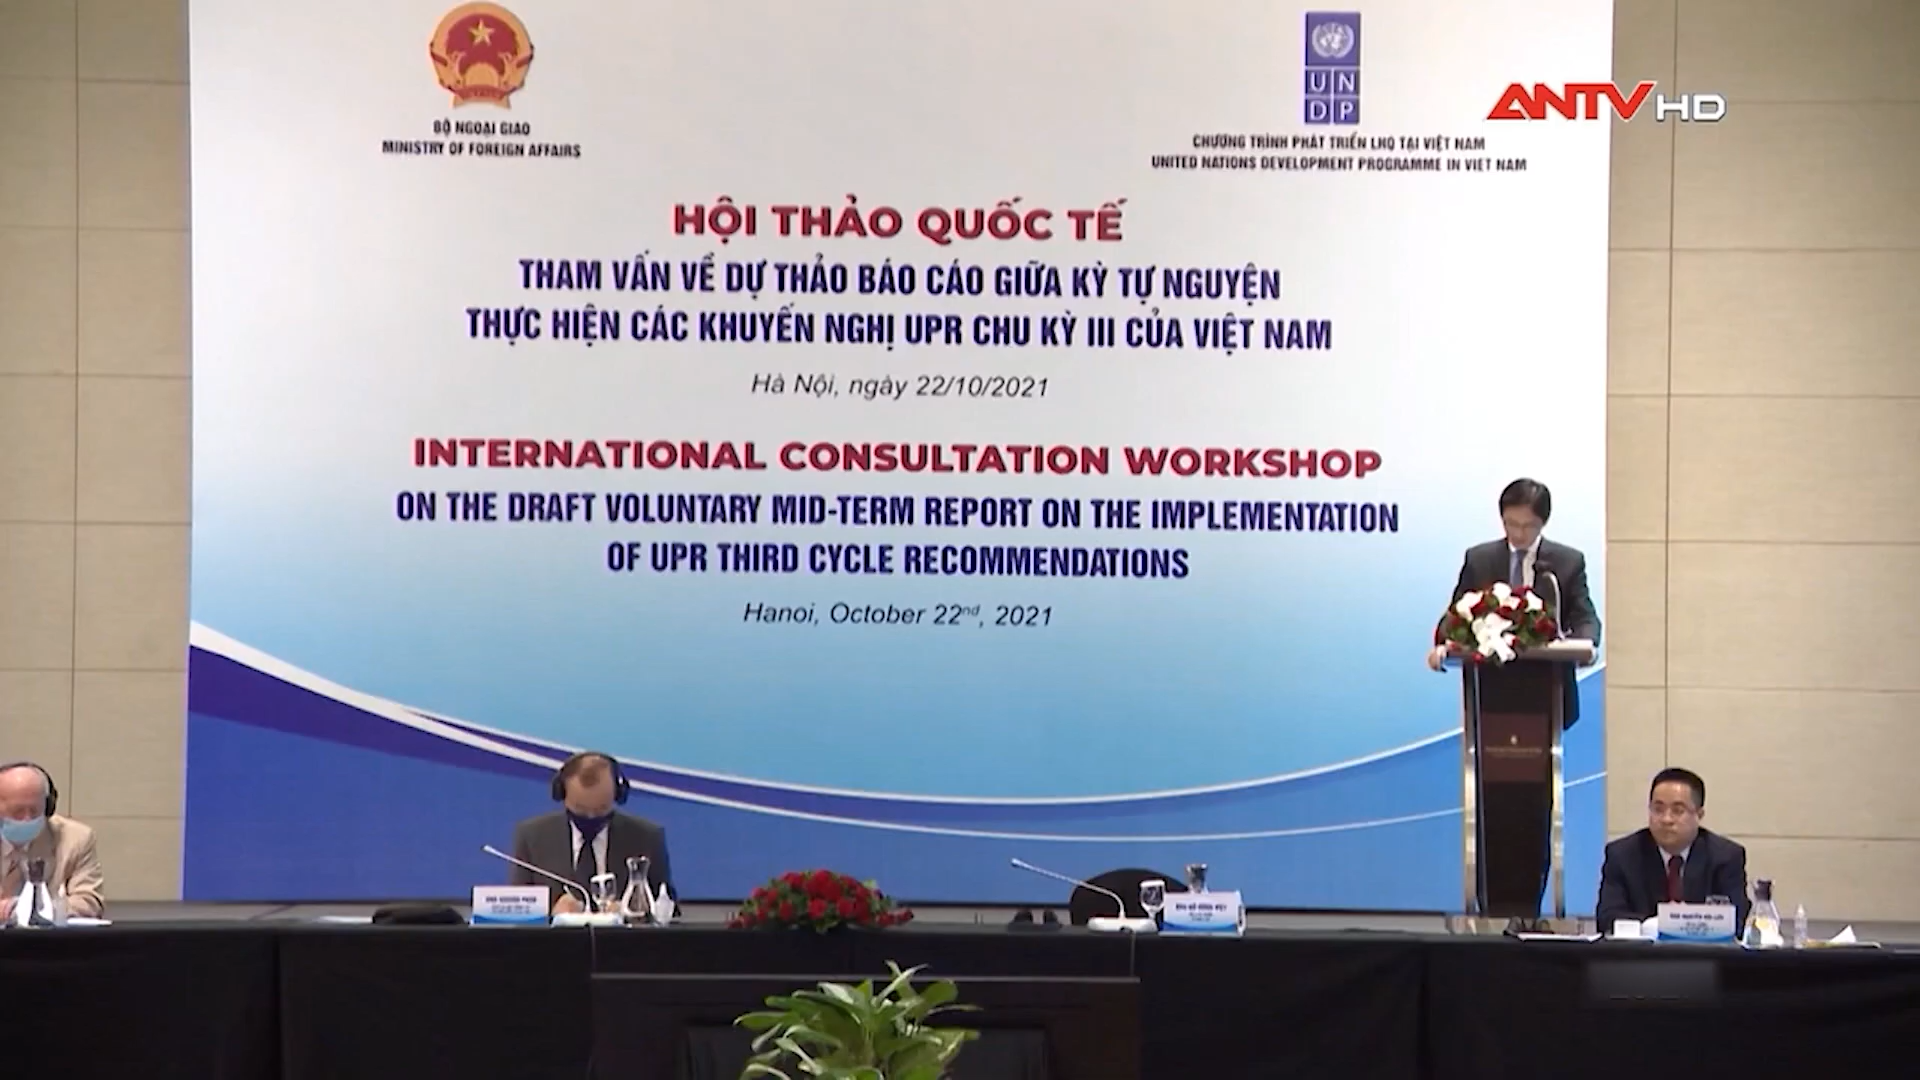 ANTV HD
BỘ NGOẠI GIAO
MINISTRY OF FOREIGN AFFAIRS
UN
DP
CHƯƠNG TRÌNH PHÁT TRIỂN LHQ TẠI VIỆT NAM
UNITED NATIONS DEVELOPMENT PROGRAMME IN VIET NAM
HỘI THẢO QUỐC TẾ
THAM VẤN VỀ DỰ THẢO BÁO CÁO GIỮA KỲ TỰ NGUYỆN
THỰC HIỆN CÁC KHUYẾN NGHỊ UPR CHU KỲ III CỦA VIỆT NAM
Hà Nội, ngày 22/10/2021
INTERNATIONAL CONSULTATION WORKSHOP
ON THE DRAFT VOLUNTARY MID-TERM REPORT ON THE IMPLEMENTATION
OF UPR THIRD CYCLE RECOMMENDATIONS
Hanoi, October 22nd, 2021